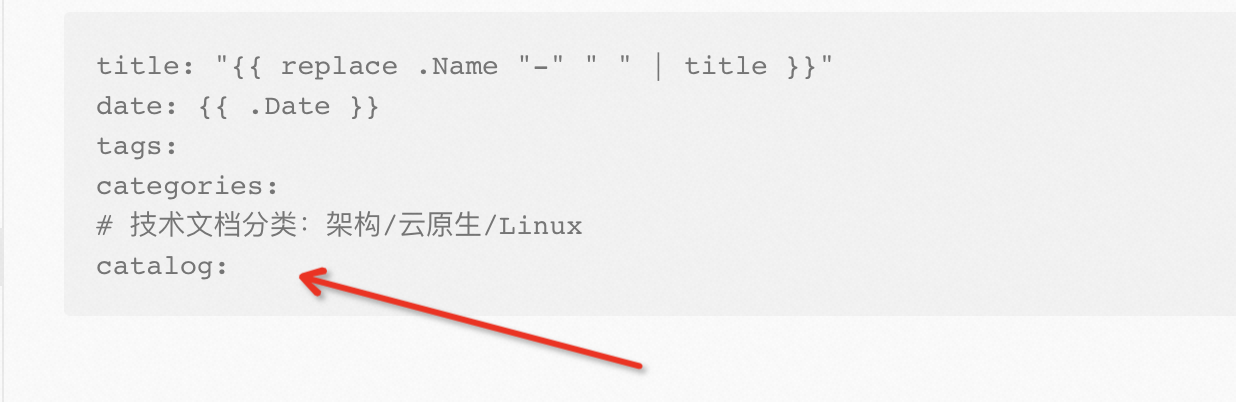 title: "{{ replace .Name "-" " " | title }}"
date: {{ .Date }}
tags:
categories:
# 技术文档分类：架构/云原生/Linux
catalog: